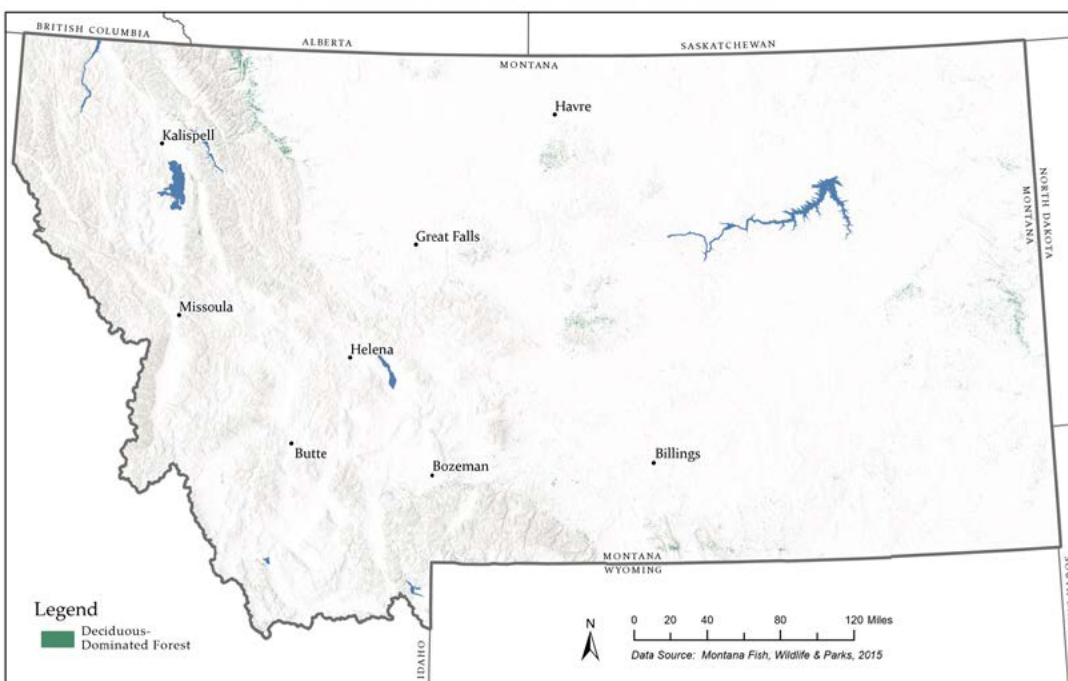 BRITISH COLUMBIA
ALBERTA
SASKATCHEWAN
MONTANA
Havre
Kalispell
NORTH DAKOTA
MONTANA
Great Falls
Missoula
Helena
Butte
Bozeman
Billings
MONTANA
WYOMING
Legend
Deciduous-
Dominated Forest
IDAHO
N
0 20 40 80 120 Miles
Data Source: Montana Fish, Wildlife & Parks, 2015